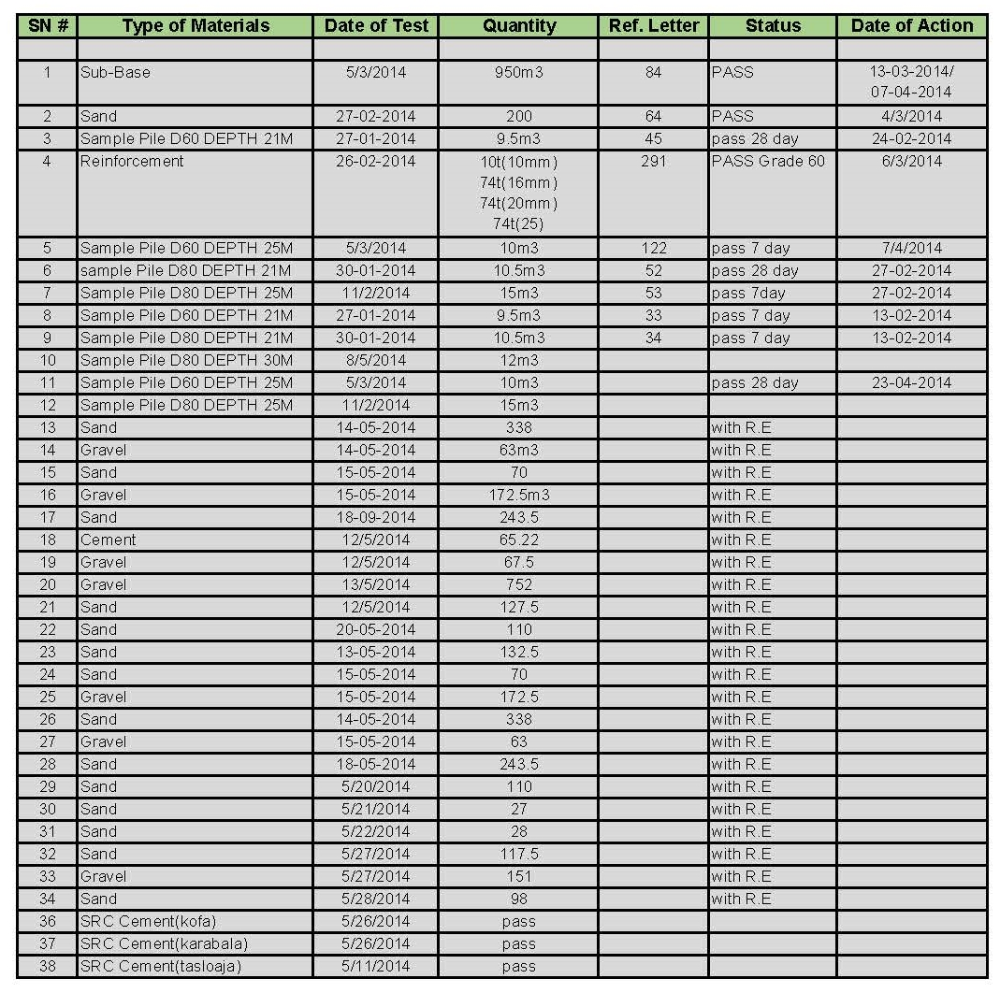 SN # Type of Materials Date of Test Quantity Ref. Letter Status Date of Action
1 Sub-Base 5/3/2014 950m3 84 PASS 13-03-2014/
07-04-2014
2 Sand 27-02-2014 200 64 PASS 4/3/2014
3 Sample Pile D60 DEPTH 21M 27-01-2014 9.5m3 45 pass 28 day 24-02-2014
4 Reinforcement 26-02-2014 10t(10mm) 291 PASS Grade 60 6/3/2014
74t(16mm)
74t(20mm)
74t(25)
5 Sample Pile D60 DEPTH 25M 5/3/2014 10m3 122 pass 7 day 7/4/2014
6 sample Pile D80 DEPTH 21M 30-01-2014 10.5m3 52 pass 28 day 27-02-2014
7 Sample Pile D80 DEPTH 25M 11/2/2014 15m3 53 pass 7day 27-02-2014
8 Sample Pile D60 DEPTH 21M 27-01-2014 9.5m3 33 pass 7 day 13-02-2014
9 Sample Pile D80 DEPTH 21M 30-01-2014 10.5m3 34 pass 7 day 13-02-2014
10 Sample Pile D80 DEPTH 30M 8/5/2014 12m3
11 Sample Pile D60 DEPTH 25M 5/3/2014 10m3 pass 28 day 23-04-2014
12 Sample Pile D80 DEPTH 25M 11/2/2014 15m3
13 Sand 14-05-2014 338 with R.E
14 Gravel 14-05-2014 63m3 with R.E
15 Sand 15-05-2014 70 with R.E
16 Gravel 15-05-2014 172.5m3 with R.E
17 Sand 18-09-2014 243.5 with R.E
18 Cement 12/5/2014 65.22 with R.E
19 Gravel 12/5/2014 67.5 with R.E
20 Gravel 13/5/2014 752 with R.E
21 Sand 12/5/2014 127.5 with R.E
22 Sand 20-05-2014 110 with R.E
23 Sand 13-05-2014 132.5 with R.E
24 Sand 15-05-2014 70 with R.E
25 Gravel 15-05-2014 172.5 with R.E
26 Sand 14-05-2014 338 with R.E
27 Gravel 15-05-2014 63 with R.E
28 Sand 18-05-2014 243.5 with R.E
29 Sand 5/20/2014 110 with R.E
30 Sand 5/21/2014 27 with R.E
31 Sand 5/22/2014 28 with R.E
32 Sand 5/27/2014 117.5 with R.E
33 Gravel 5/27/2014 151 with R.E
34 Sand 5/28/2014 98 with R.E
36 SRC Cement(kofa) 5/26/2014 pass
37 SRC Cement(karabala) 5/26/2014 pass
38 SRC Cement(tasloaja) 5/11/2014 pass